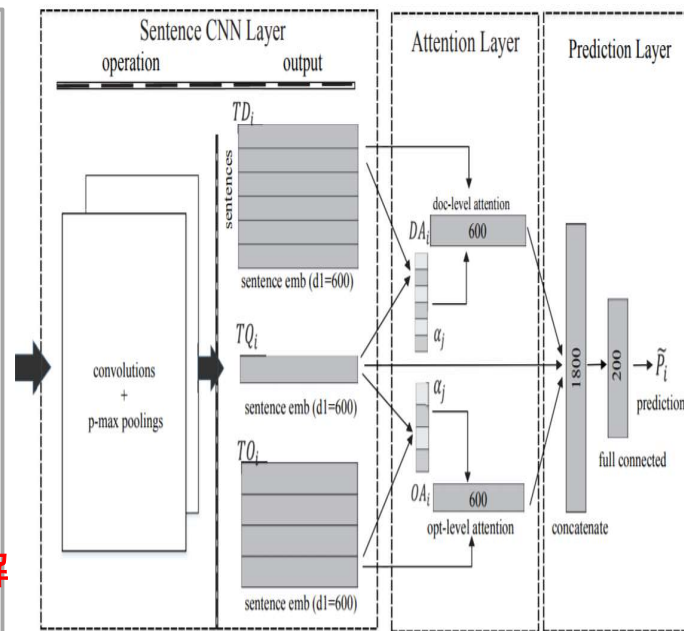 Sentence CNN Layer
operation
output
TD_i
sentences
sentence emb (d1=600)
TQ_i
sentence emb (d1=600)
TO_i
sentence emb (d1=600)
convolutions
+
p-max poolings
Attention Layer
doc-level attention
DA_i
600
α_j
α_j
OA_i
600
opt-level attention
Prediction Layer
1800
200
P̃_i
prediction
full connected
concatenate